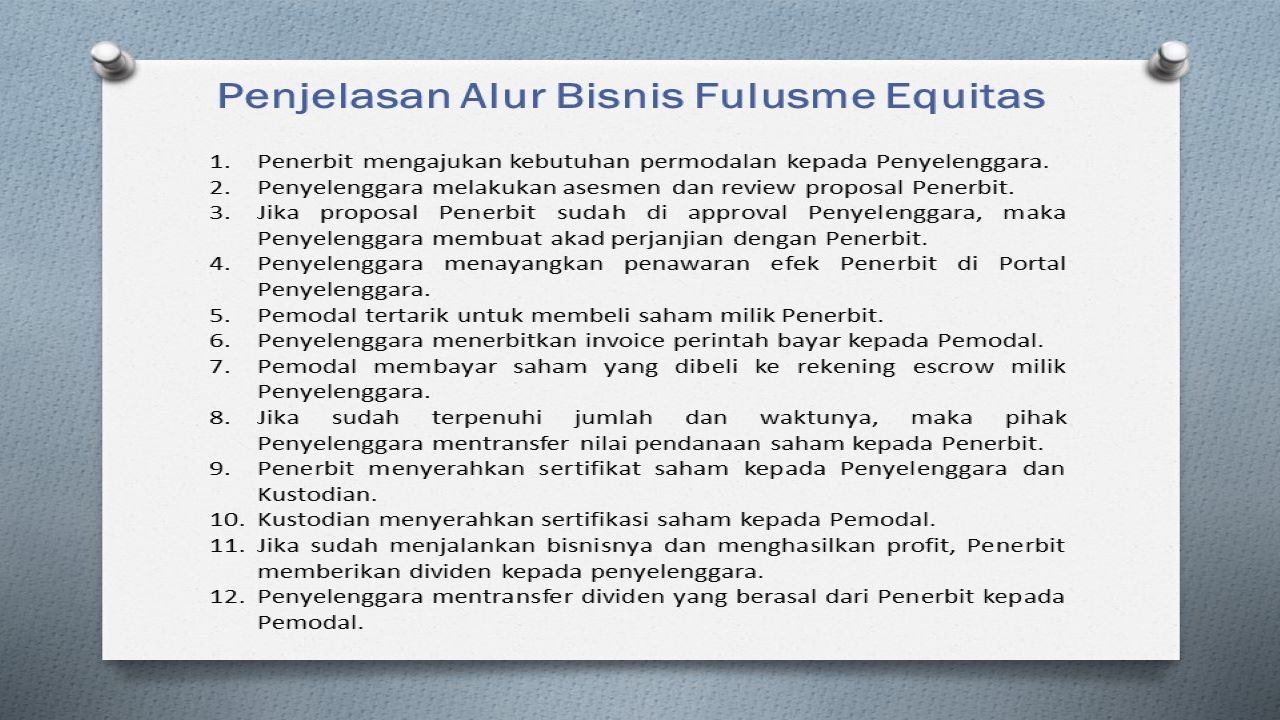 Penjelasan Alur Bisnis Fulusme Equitas
1. Penerbit mengajukan kebutuhan permodalan kepada Penyelenggara.
2. Penyelenggara melakukan asesmen dan review proposal Penerbit.
3. Jika proposal Penerbit sudah di approval Penyelenggara, maka
Penyelenggara membuat akad perjanjian dengan Penerbit.
4. Penyelenggara menayangkan penawaran efek Penerbit di Portal
Penyelenggara.
5. Pemodal tertarik untuk membeli saham milik Penerbit.
6. Penyelenggara menerbitkan invoice perintah bayar kepada Pemodal.
7. Pemodal membayar saham yang dibeli ke rekening escrow milik
Penyelenggara.
8. Jika sudah terpenuhi jumlah dan waktunya, maka pihak
Penyelenggara mentransfer nilai pendanaan saham kepada Penerbit.
9. Penerbit menyerahkan sertifikat saham kepada Penyelenggara dan
Kustodian.
10. Kustodian menyerahkan sertifikasi saham kepada Pemodal.
11. Jika sudah menjalankan bisnisnya dan menghasilkan profit, Penerbit
memberikan dividen kepada penyelenggara.
12. Penyelenggara mentransfer dividen yang berasal dari Penerbit kepada
Pemodal.